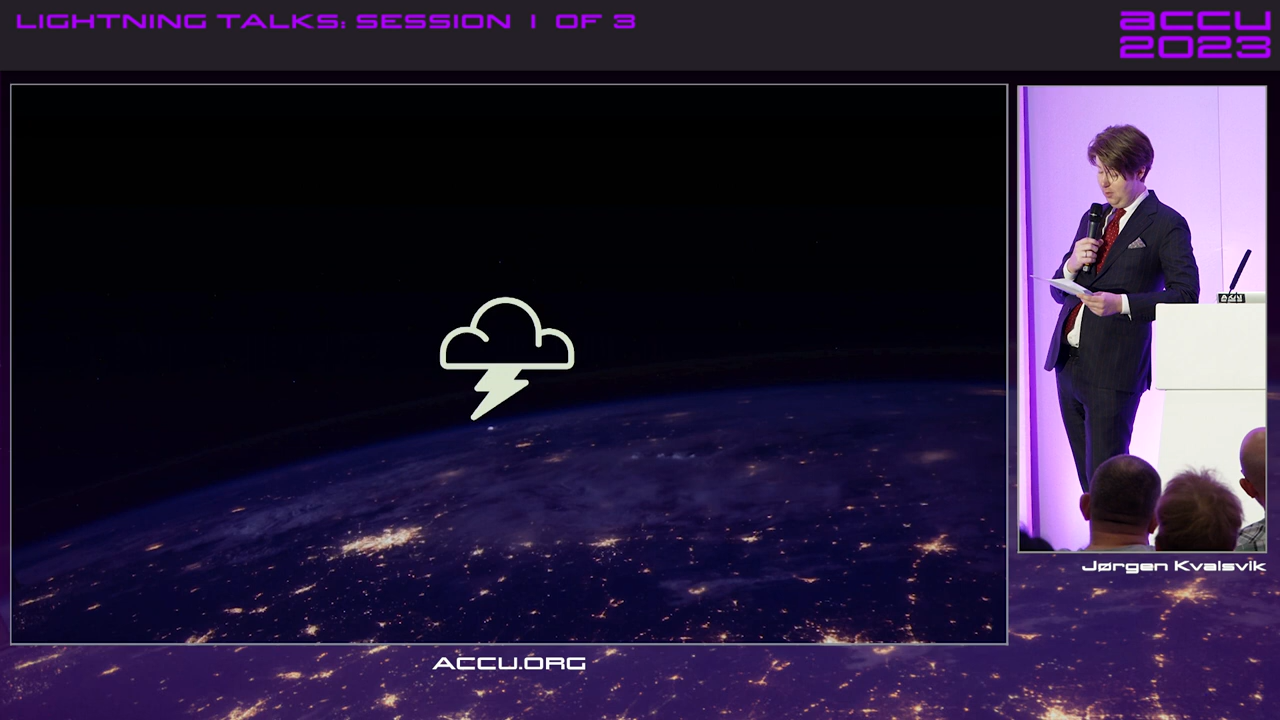 LIGHTNING TALKS: SESSION 1 OF 3
accu
2023
Jørgen Kvalsvik
ACCU.ORG